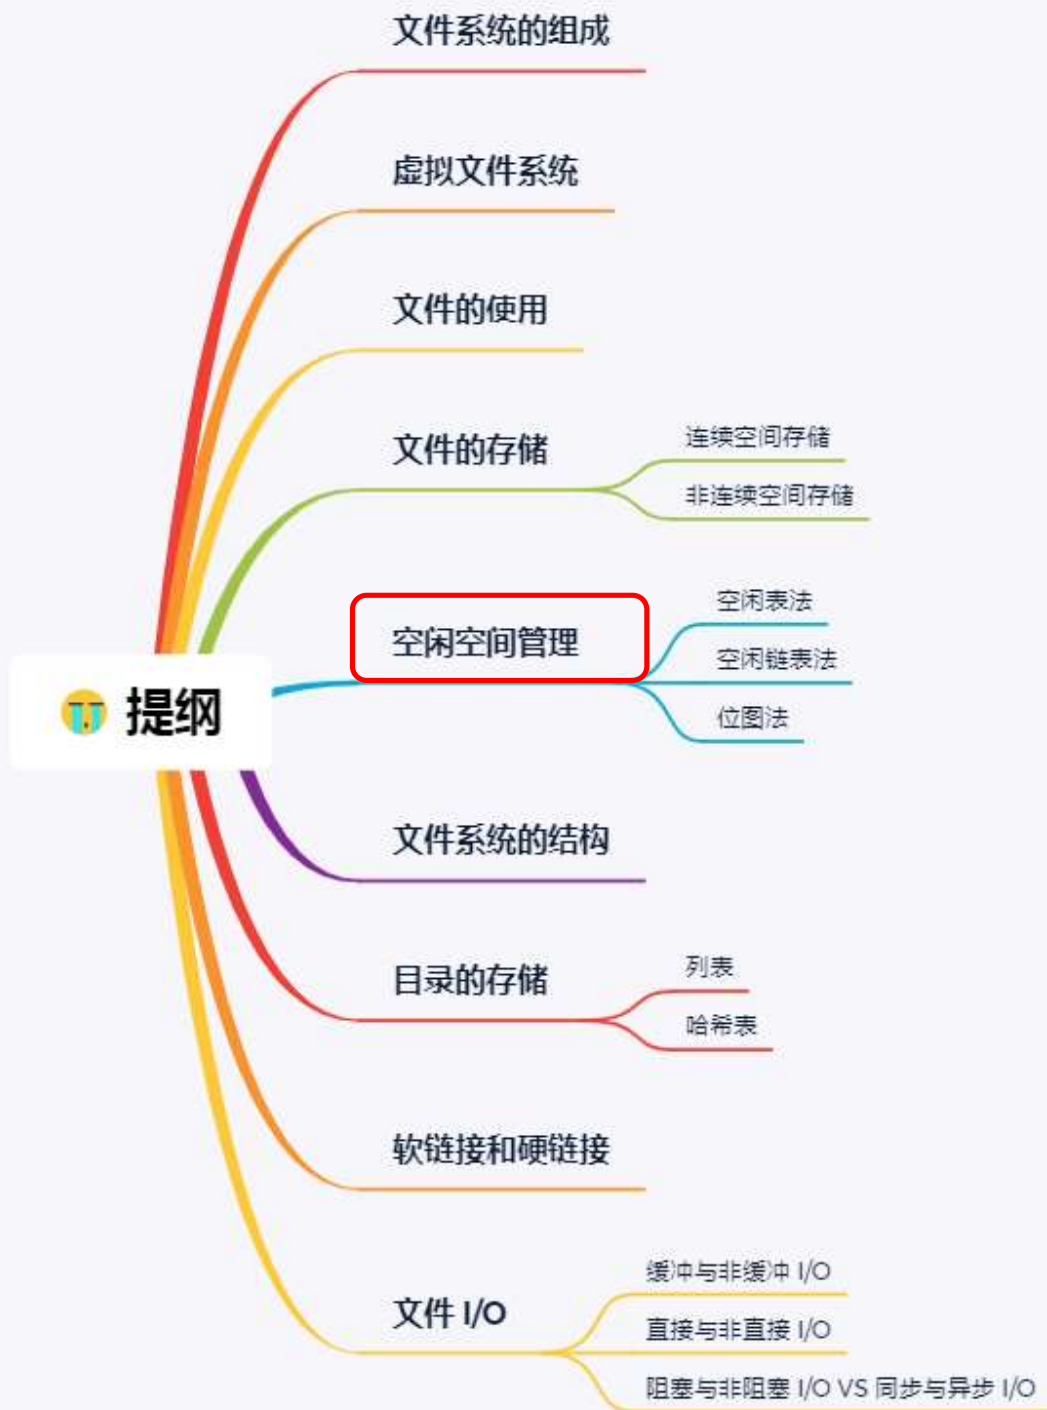 文件系统的组成
虚拟文件系统
文件的使用
文件的存储
连续空间存储
非连续空间存储
空闲空间管理
空闲表法
空闲链表法
位图法
提纲
文件系统的结构
目录的存储
列表
哈希表
软链接和硬链接
文件 I/O
缓冲与非缓冲 I/O
直接与非直接 I/O
阻塞与非阻塞 I/O VS 同步与异步 I/O